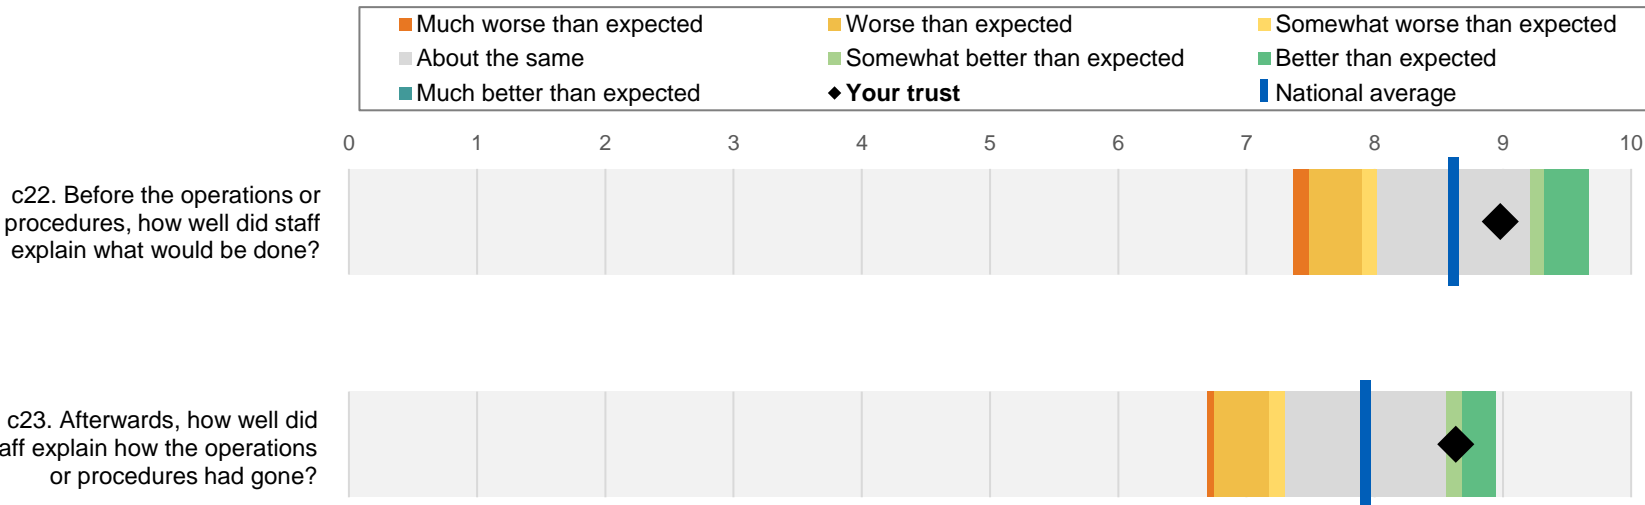 Much worse than expected
Worse than expected
Somewhat worse than expected
About the same
Somewhat better than expected
Better than expected
Much better than expected
Your trust
National average
0 1 2 3 4 5 6 7 8 9 10
c22. Before the operations or
procedures, how well did staff
explain what would be done?
c23. Afterwards, how well did
aff explain how the operations
or procedures had gone?